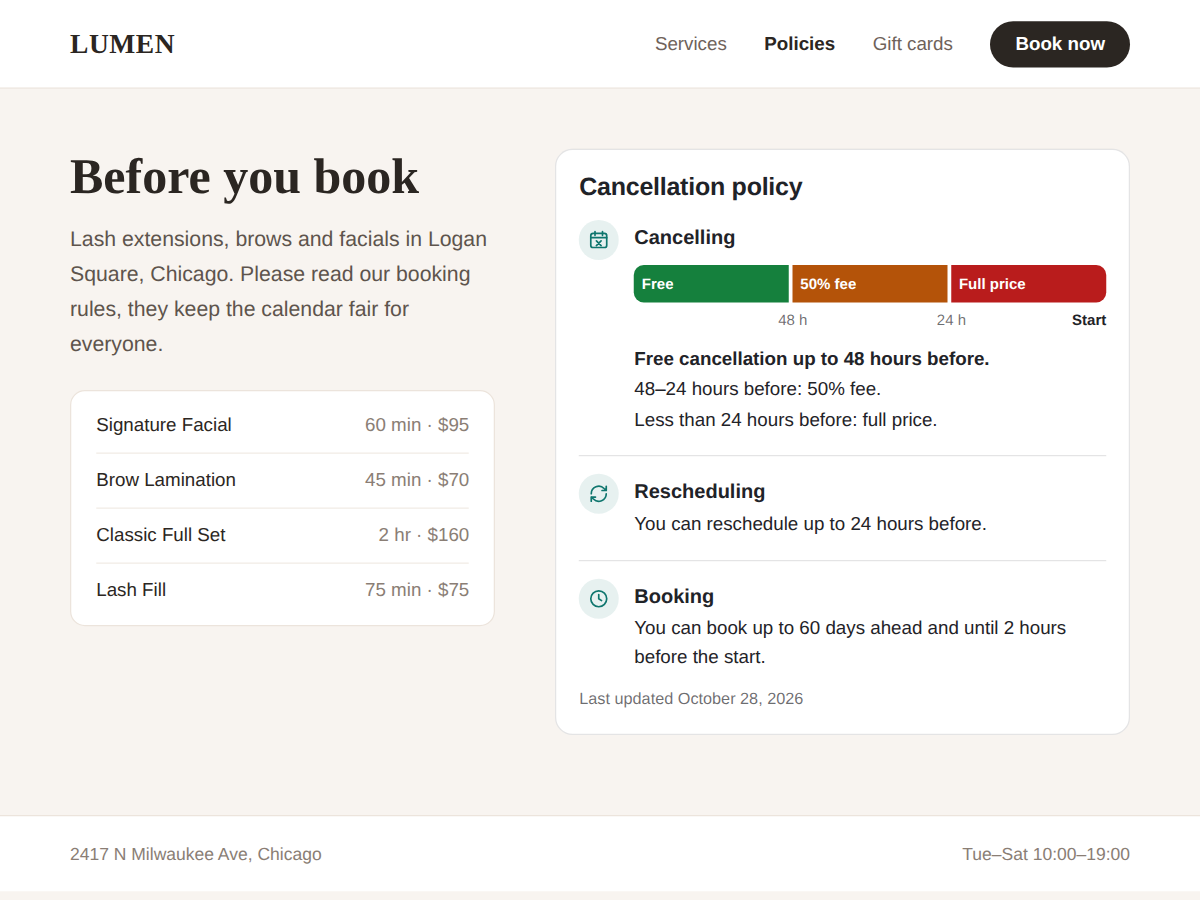 LUMEN
Services
Policies
Gift cards
Book now
Before you book
Lash extensions, brows and facials in Logan
Square, Chicago. Please read our booking
rules, they keep the calendar fair for
everyone.
Signature Facial 60 min · $95
Brow Lamination 45 min · $70
Classic Full Set 2 hr · $160
Lash Fill 75 min · $75
Cancellation policy
Cancelling
Free 50% fee Full price
48 h 24 h Start
Free cancellation up to 48 hours before.
48–24 hours before: 50% fee.
Less than 24 hours before: full price.
Rescheduling
You can reschedule up to 24 hours before.
Booking
You can book up to 60 days ahead and until 2 hours
before the start.
Last updated October 28, 2026
2417 N Milwaukee Ave, Chicago
Tue–Sat 10:00–19:00